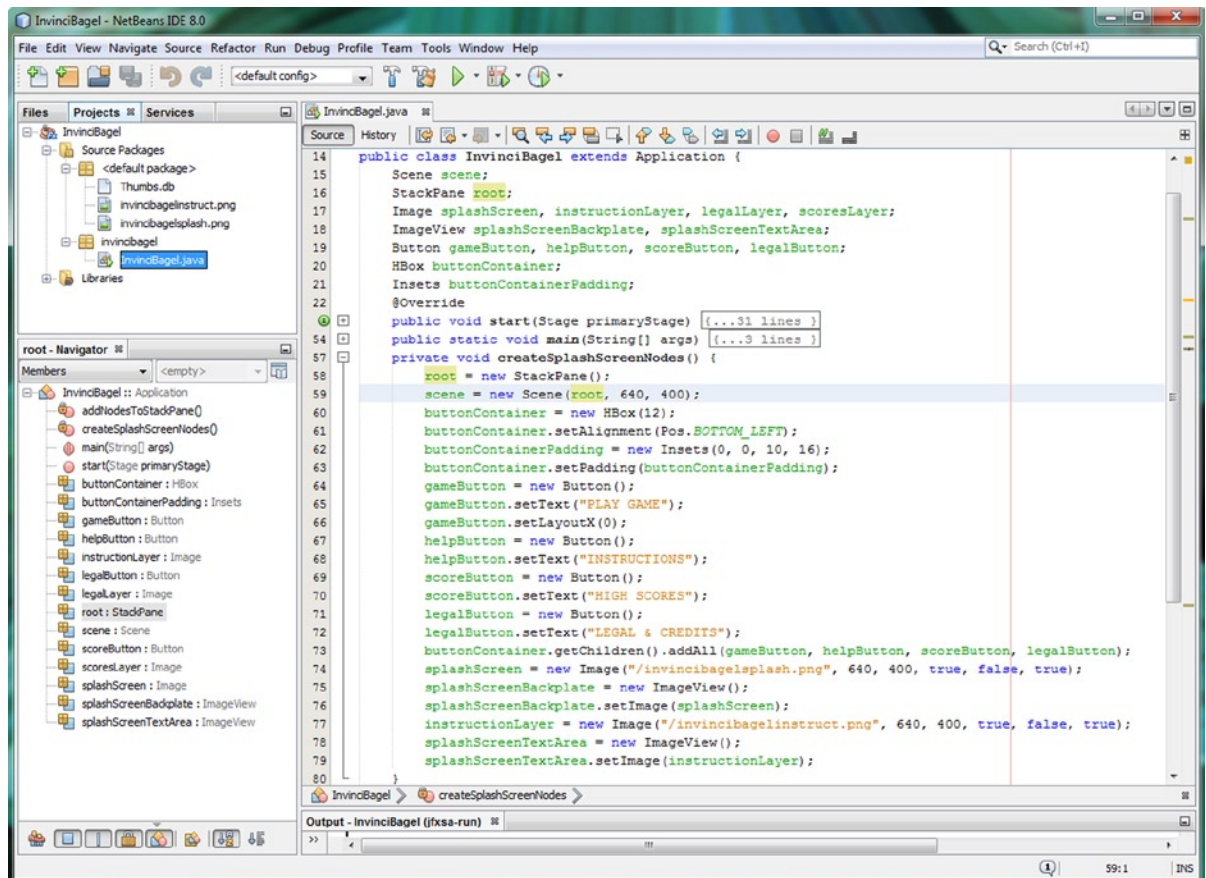 InvinciBagel - NetBeans IDE 8.0
File Edit View Navigate Source Refactor Run Debug Profile Team Tools Window Help
Search (Ctrl+I)
<default config>
Files Projects Services
InvinciBagel
Source Packages
<default package>
Thumbs.db
invincibagelinstruct.png
invincibagelsplash.png
invincibagel
InvinciBagel.java
Libraries
root - Navigator
Members <empty>
InvinciBagel :: Application
addNodesToStackPane()
createSplashScreenNodes()
main(String[] args)
start(Stage primaryStage)
buttonContainer : HBox
buttonContainerPadding : Insets
gameButton : Button
helpButton : Button
instructionLayer : Image
legalButton : Button
legalLayer : Image
root : StackPane
scene : Scene
scoreButton : Button
scoresLayer : Image
splashScreen : Image
splashScreenBackplate : ImageView
splashScreenTextArea : ImageView
InvinciBagel.java
Source History
14 public class InvinciBagel extends Application {
15 Scene scene;
16 StackPane root;
17 Image splashScreen, instructionLayer, legalLayer, scoresLayer;
18 ImageView splashScreenBackplate, splashScreenTextArea;
19 Button gameButton, helpButton, scoreButton, legalButton;
20 HBox buttonContainer;
21 Insets buttonContainerPadding;
22 @Override
public void start(Stage primaryStage) {...31 lines }
54 public static void main(String[] args) {...3 lines }
57 private void createSplashScreenNodes() {
58 root = new StackPane();
59 scene = new Scene(root, 640, 400);
60 buttonContainer = new HBox(12);
61 buttonContainer.setAlignment(Pos.BOTTOM_LEFT);
62 buttonContainerPadding = new Insets(0, 0, 10, 16);
63 buttonContainer.setPadding(buttonContainerPadding);
64 gameButton = new Button();
65 gameButton.setText("PLAY GAME");
66 gameButton.setLayoutX(0);
67 helpButton = new Button();
68 helpButton.setText("INSTRUCTIONS");
69 scoreButton = new Button();
70 scoreButton.setText("HIGH SCORES");
71 legalButton = new Button();
72 legalButton.setText("LEGAL & CREDITS");
73 buttonContainer.getChildren().addAll(gameButton, helpButton, scoreButton, legalButton);
74 splashScreen = new Image("/invincibagelsplash.png", 640, 400, true, false, true);
75 splashScreenBackplate = new ImageView();
76 splashScreenBackplate.setImage(splashScreen);
77 instructionLayer = new Image("/invincibagelinstruct.png", 640, 400, true, false, true);
78 splashScreenTextArea = new ImageView();
79 splashScreenTextArea.setImage(instructionLayer);
80 }
InvinciBagel createSplashScreenNodes
Output - InvinciBagel (jfxsa-run)
1 59:1 INS